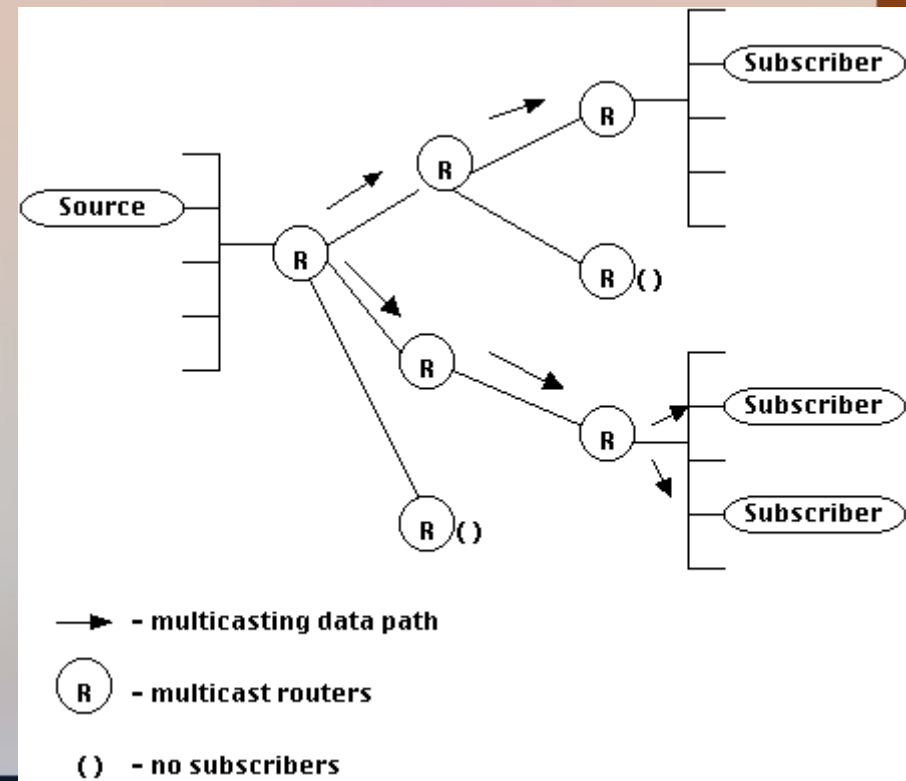 Subscriber
R
R
Source
R
R ( )
R
Subscriber
R
Subscriber
R ( )
- multicasting data path
R - multicast routers
( ) - no subscribers